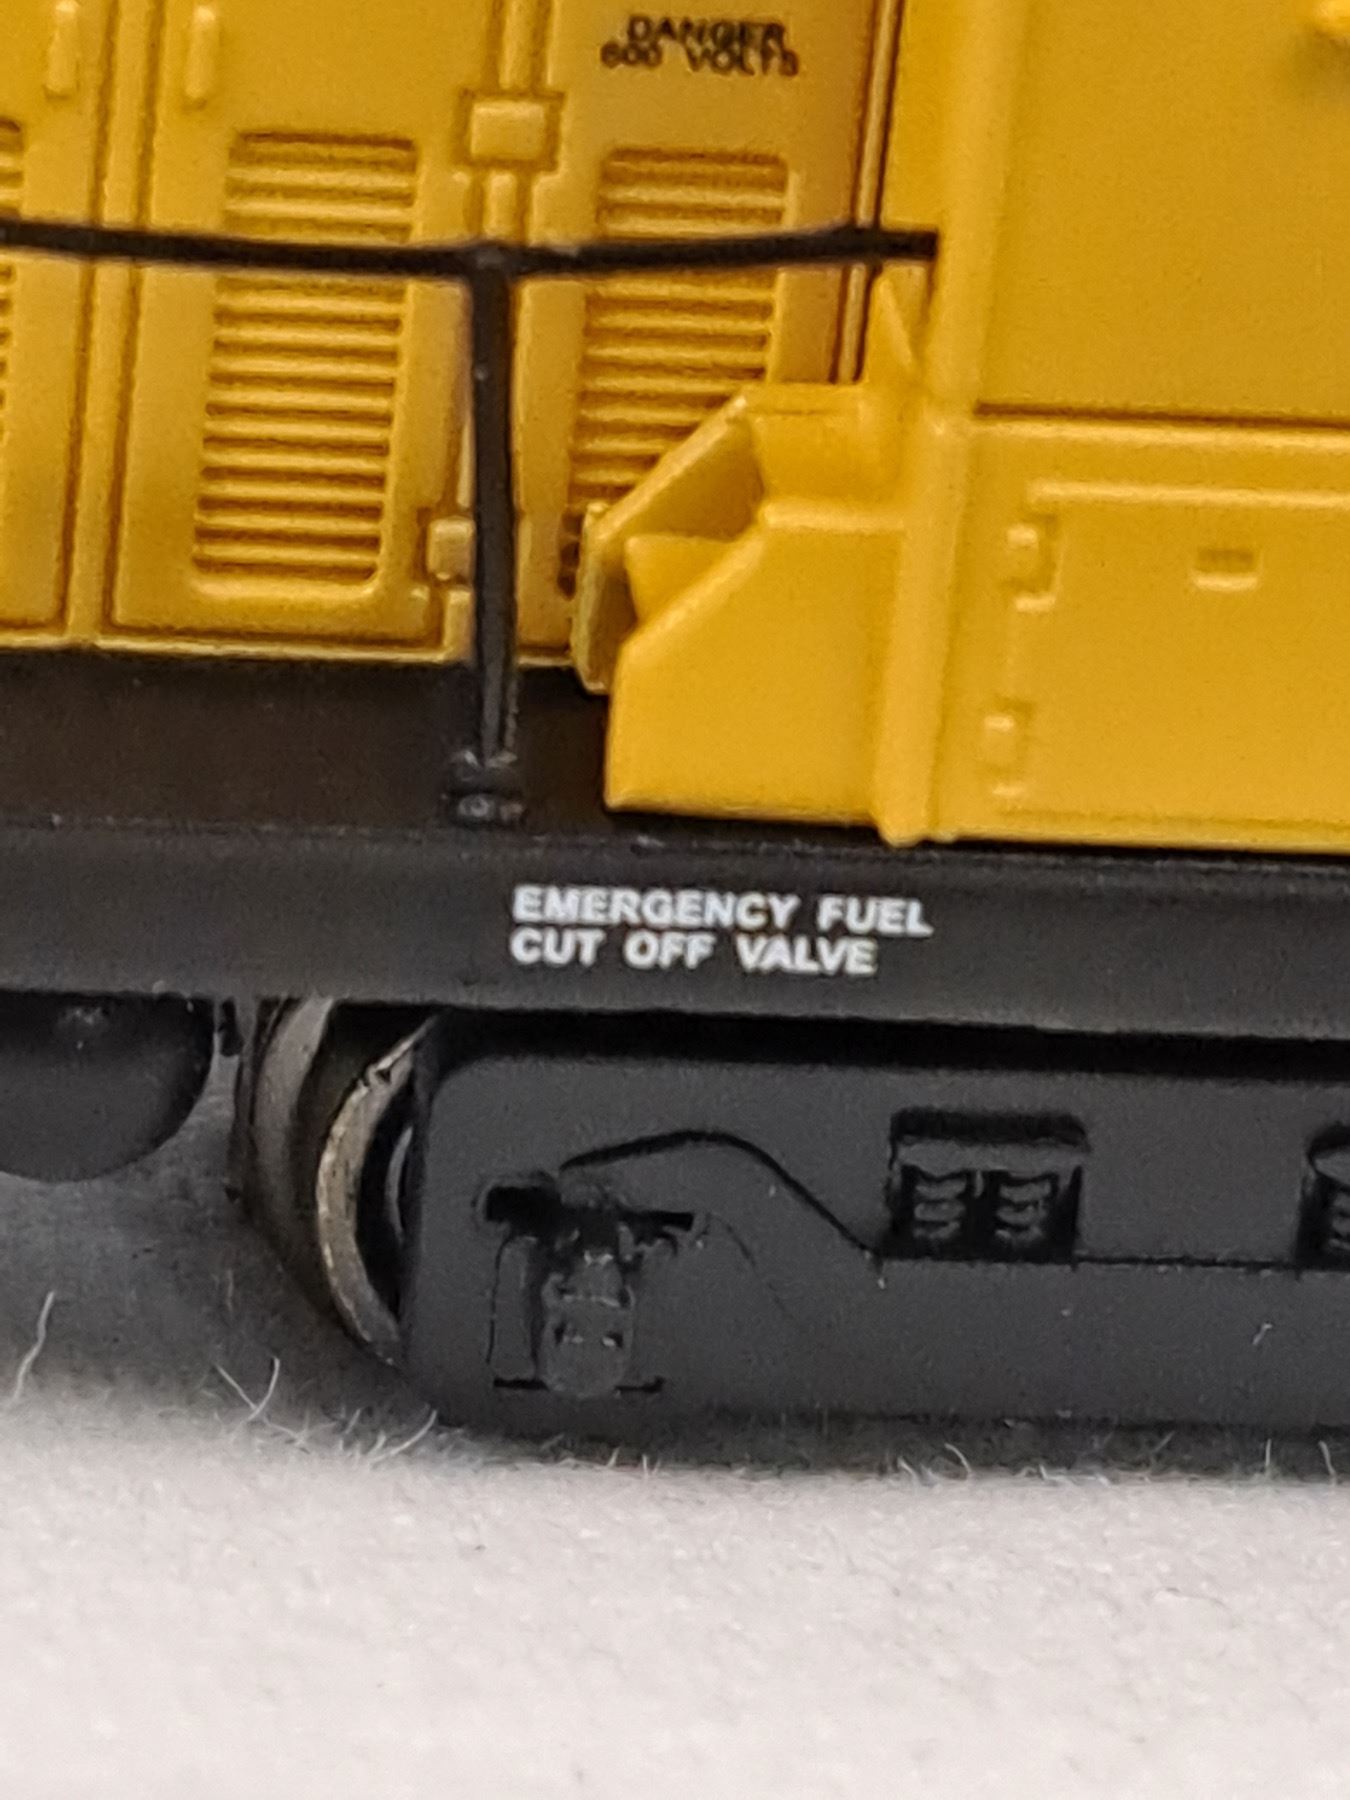 DANGER
600 VOLTS
EMERGENCY FUEL
CUT OFF VALVE